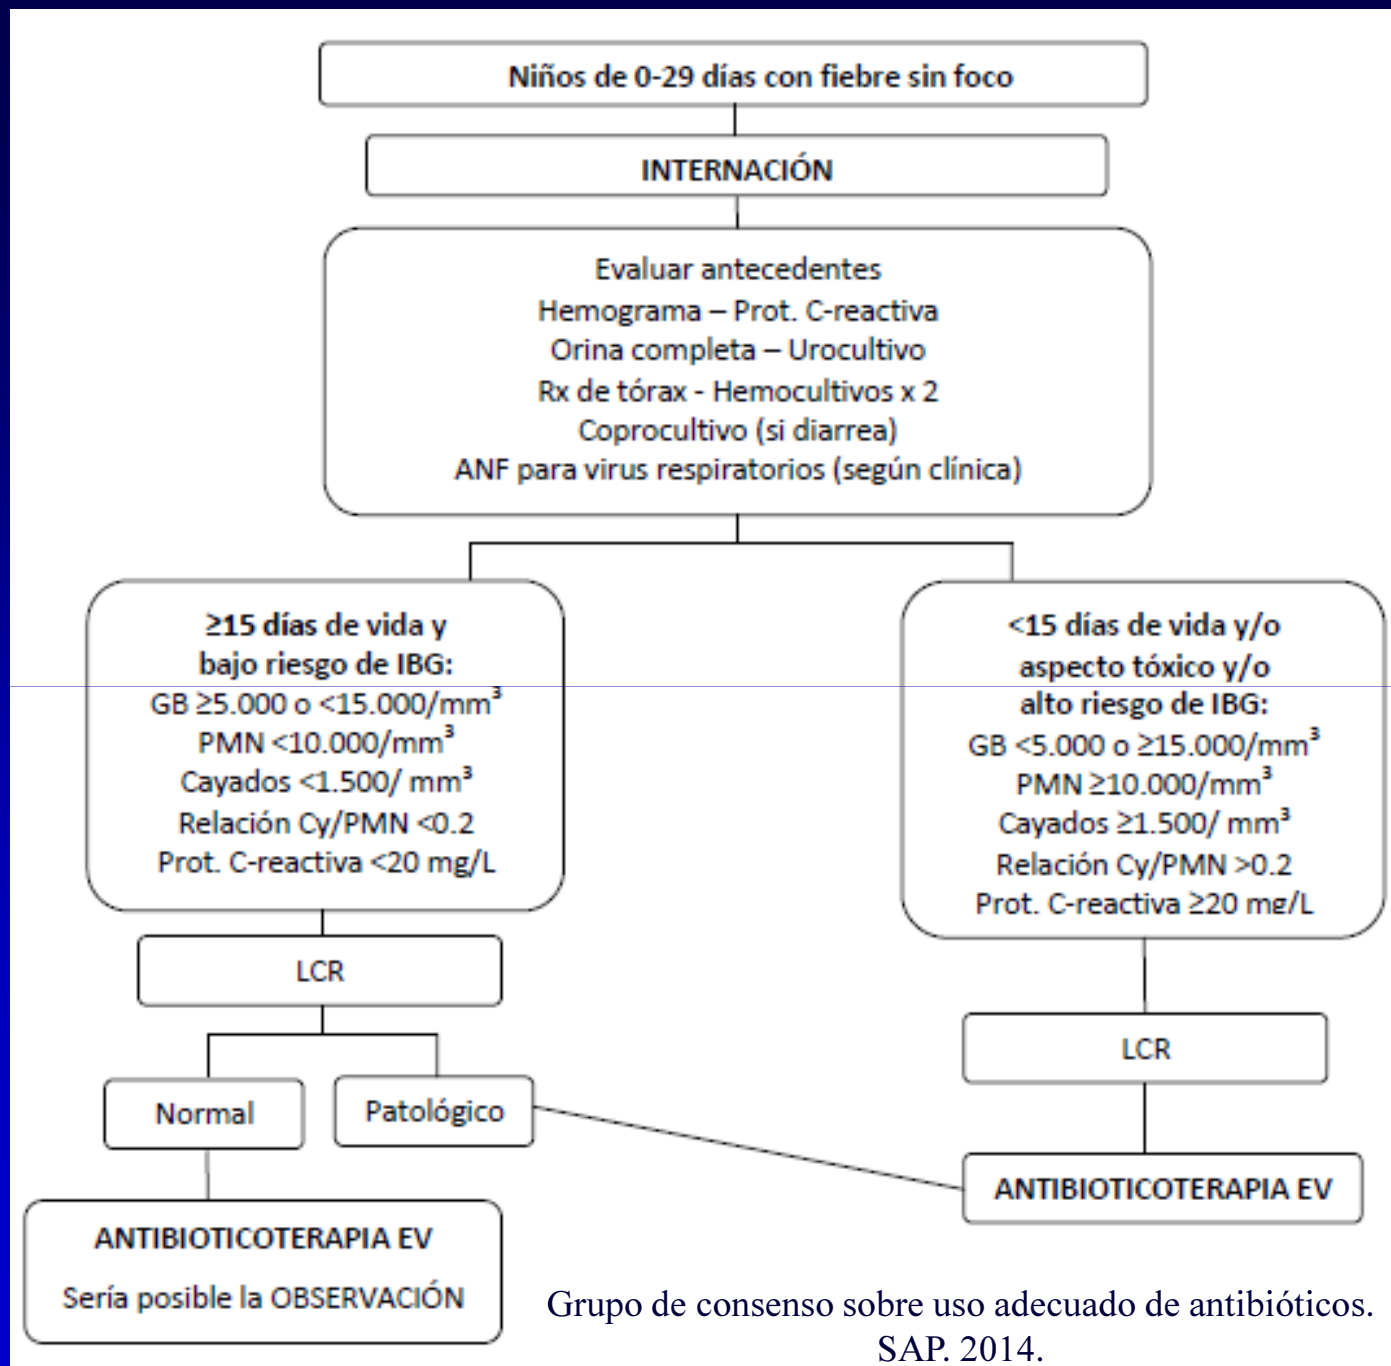 Niños de 0-29 días con fiebre sin foco
INTERNACIÓN
Evaluar antecedentes
Hemograma – Prot. C-reactiva
Orina completa – Urocultivo
Rx de tórax - Hemocultivos x 2
Coprocultivo (si diarrea)
ANF para virus respiratorios (según clínica)
≥15 días de vida y
bajo riesgo de IBG:
GB ≥5.000 o <15.000/mm³
PMN <10.000/mm³
Cayados <1.500/ mm³
Relación Cy/PMN <0.2
Prot. C-reactiva <20 mg/L
<15 días de vida y/o
aspecto tóxico y/o
alto riesgo de IBG:
GB <5.000 o ≥15.000/mm³
PMN ≥10.000/mm³
Cayados ≥1.500/ mm³
Relación Cy/PMN >0.2
Prot. C-reactiva ≥20 mg/L
LCR
Normal
Patológico
ANTIBIOTICOTERAPIA EV
Sería posible la OBSERVACIÓN
LCR
ANTIBIOTICOTERAPIA EV
Grupo de consenso sobre uso adecuado de antibióticos.
SAP. 2014.